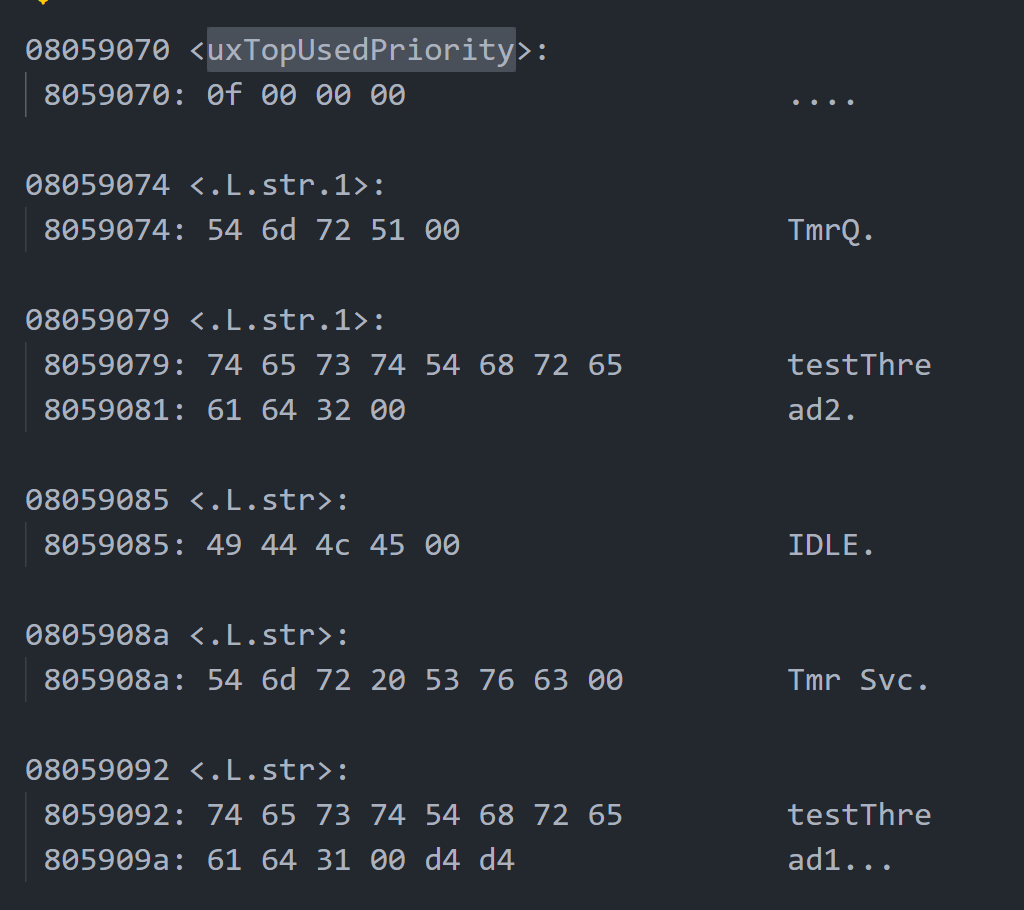 08059070 <uxTopUsedPriority>:
8059070: 0f 00 00 00 ....
08059074 <.L.str.1>:
8059074: 54 6d 72 51 00 TmrQ.
08059079 <.L.str.1>:
8059079: 74 65 73 74 54 68 72 65 testThre
8059081: 61 64 32 00 ad2.
08059085 <.L.str>:
8059085: 49 44 4c 45 00 IDLE.
0805908a <.L.str>:
805908a: 54 6d 72 20 53 76 63 00 Tmr Svc.
08059092 <.L.str>:
8059092: 74 65 73 74 54 68 72 65 testThre
805909a: 61 64 31 00 d4 d4 ad1...